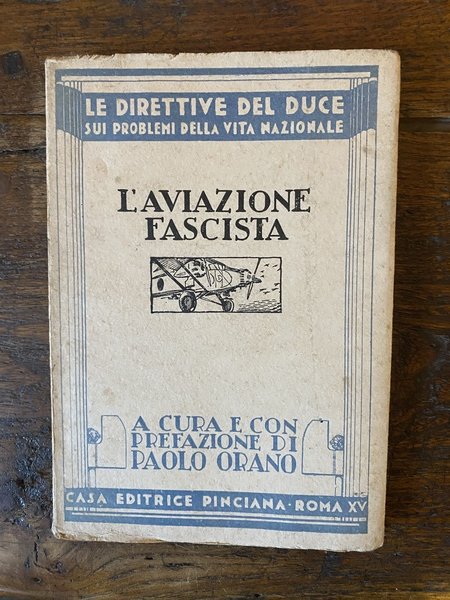 LE DIRETTIVE DEL DUCE
SUI PROBLEMI DELLA VITA NAZIONALE
L'AVIAZIONE
FASCISTA
A CURA E CON
PREFAZIONE DI
PAOLO ORANO
CASA EDITRICE PINCIANA · ROMA XV